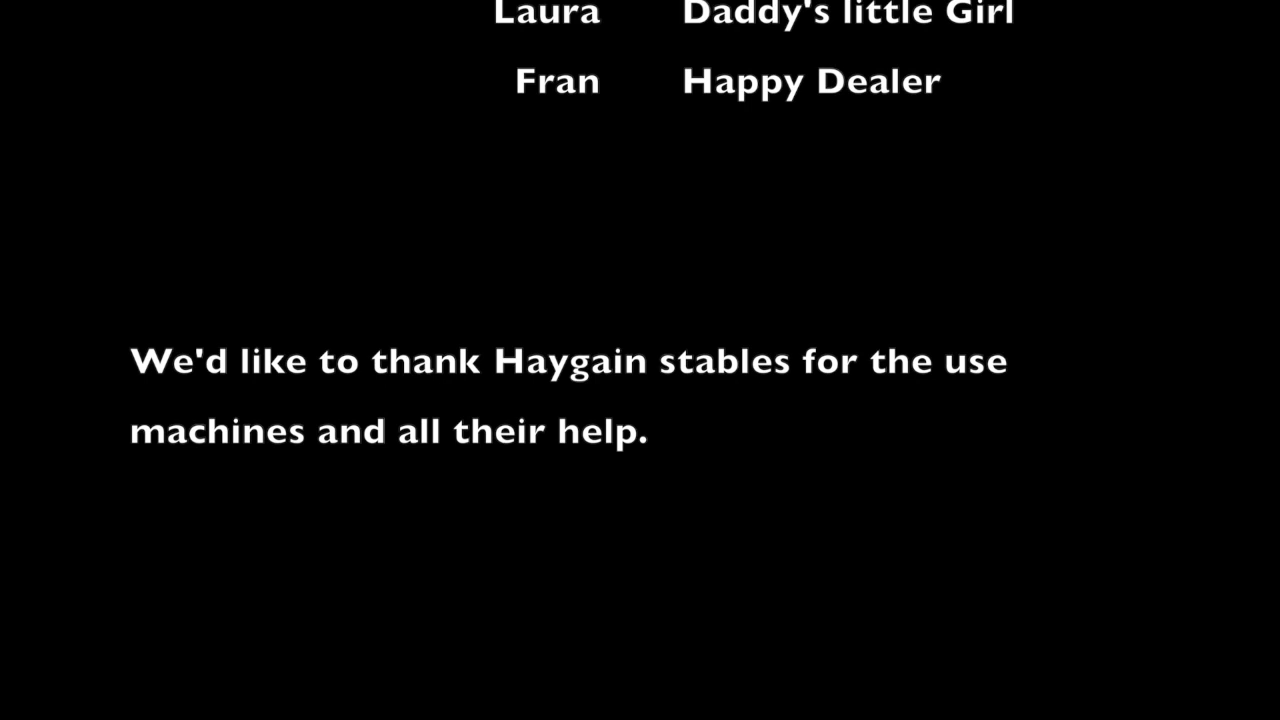 Laura Daddy's little Girl
Fran Happy Dealer
We'd like to thank Haygain stables for the use
machines and all their help.